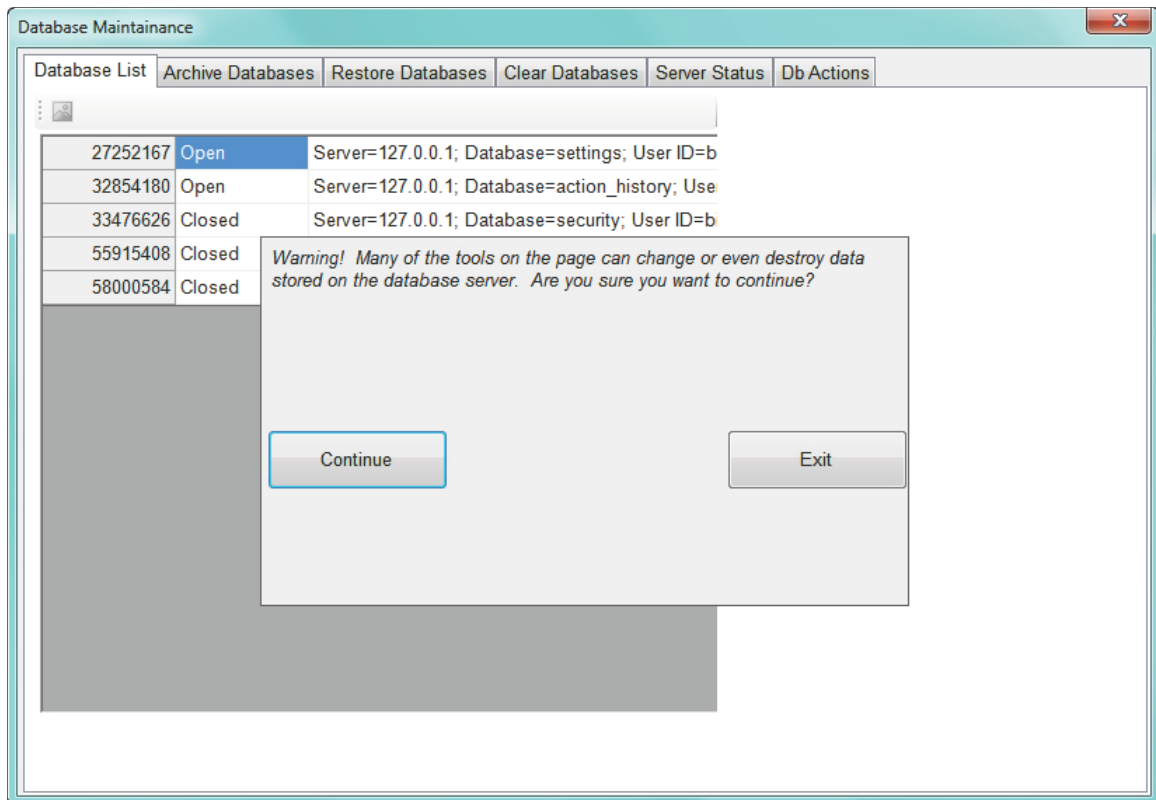 Database Maintainance
Database List Archive Databases Restore Databases Clear Databases Server Status Db Actions
27252167 Open Server=127.0.0.1; Database=settings; User ID=b
32854180 Open Server=127.0.0.1; Database=action_history; Use
33476626 Closed Server=127.0.0.1; Database=security; User ID=b
55915408 Closed
58000584 Closed
Warning! Many of the tools on the page can change or even destroy data
stored on the database server. Are you sure you want to continue?
Continue Exit